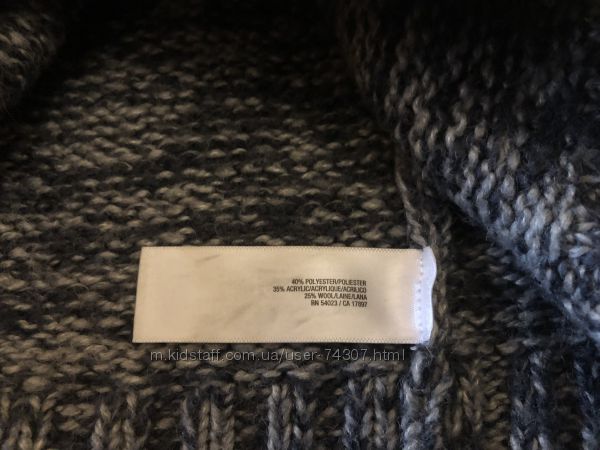 40% POLYESTER/POLIESTER
35% ACRYLIC/ACRYLIQUE/ACRILICO
25% WOOL/LAINE/LANA
BN 54023 / CA 17897
m.kidstaff.com.ua/user-74307.html